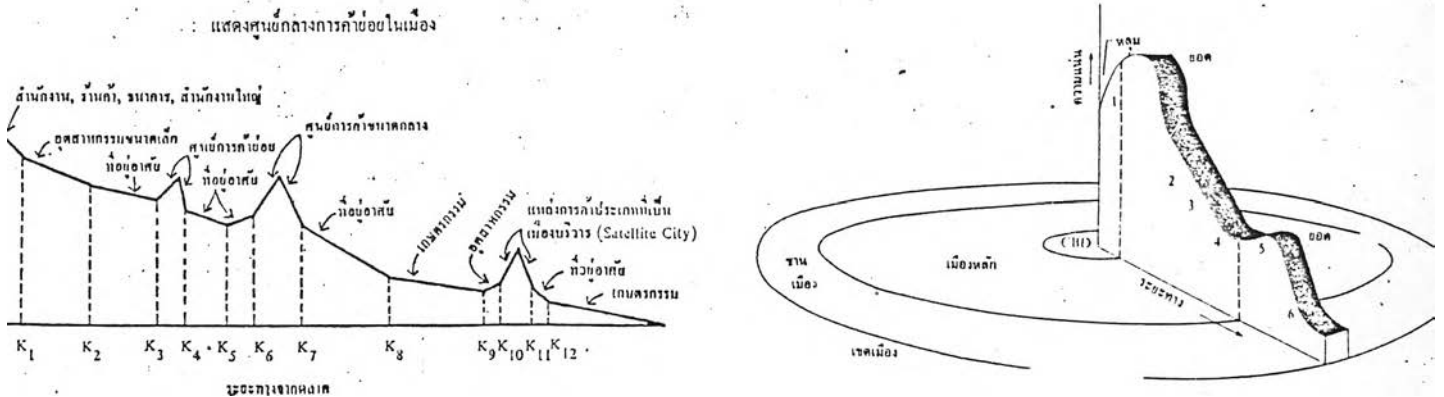 : แสดงศูนย์กลางการค้าย่อยในเมือง
สำนักงาน, ร้านค้า, ธนาคาร, สำนักงานใหญ่
อุตสาหกรรมขนาดเล็ก
ที่อยู่อาศัย
ศูนย์การค้าย่อย
ที่อยู่อาศัย
ศูนย์การค้าขนาดกลาง
ที่อยู่อาศัย
เกษตรกรรม
อุตสาหกรรม
แหล่งการค้าประเภทที่เป็น
เมืองบริวาร (Satellite City)
ที่อยู่อาศัย
เกษตรกรรม
K1 K2 K3 K4 K5 K6 K7 K8 K9 K10 K11 K12
ระยะทางจากตลาด
ความแน่น
หลุม
ยอด
1
2
3
4
5
ยอด
6
CBD
เมืองหลัก
ชาน
เมือง
ระยะทาง
เขตเมือง